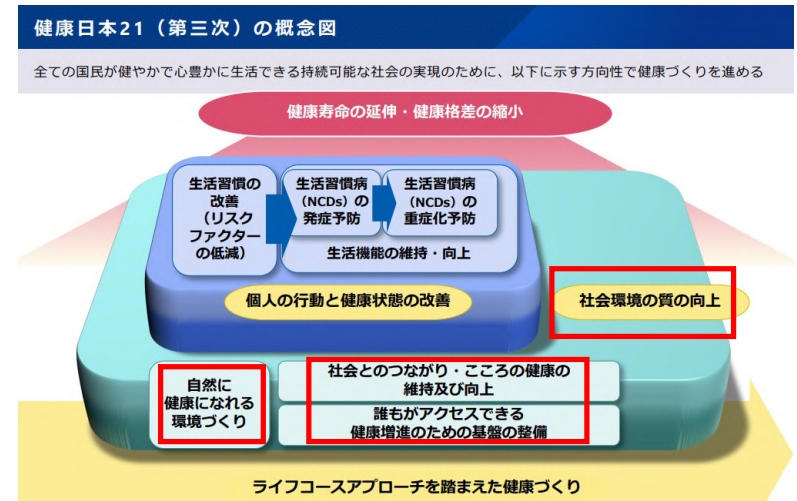 健康日本21（第三次）の概念図
全ての国民が健やかで心豊かに生活できる持続可能な社会の実現のために、以下に示す方向性で健康づくりを進める
健康寿命の延伸・健康格差の縮小
生活習慣の
改善
（リスク
ファクター
の低減）
生活習慣病
（NCDs）の
発症予防
生活習慣病
（NCDs）の
重症化予防
生活機能の維持・向上
個人の行動と健康状態の改善
社会環境の質の向上
自然に
健康になれる
環境づくり
社会とのつながり・こころの健康の
維持及び向上
誰もがアクセスできる
健康増進のための基盤の整備
ライフコースアプローチを踏まえた健康づくり